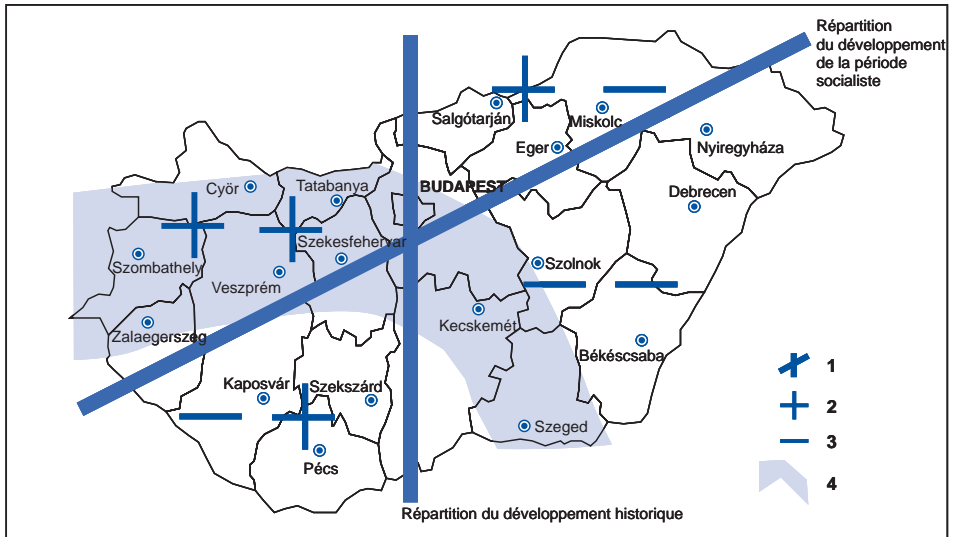 Répartition
du développement
de la période
socialiste
Salgótarján
Miskolc
Eger
Nyiregyháza
Cyör
Tatabanya
BUDAPEST
Debrecen
Szekesfehervar
Szombathely
Szolnok
Veszprém
Kecskemét
Zalaegerszeg
Békéscsaba
Kaposvár
Szekszárd
Szeged
Pécs
1
2
3
4
Répartition du développement historique